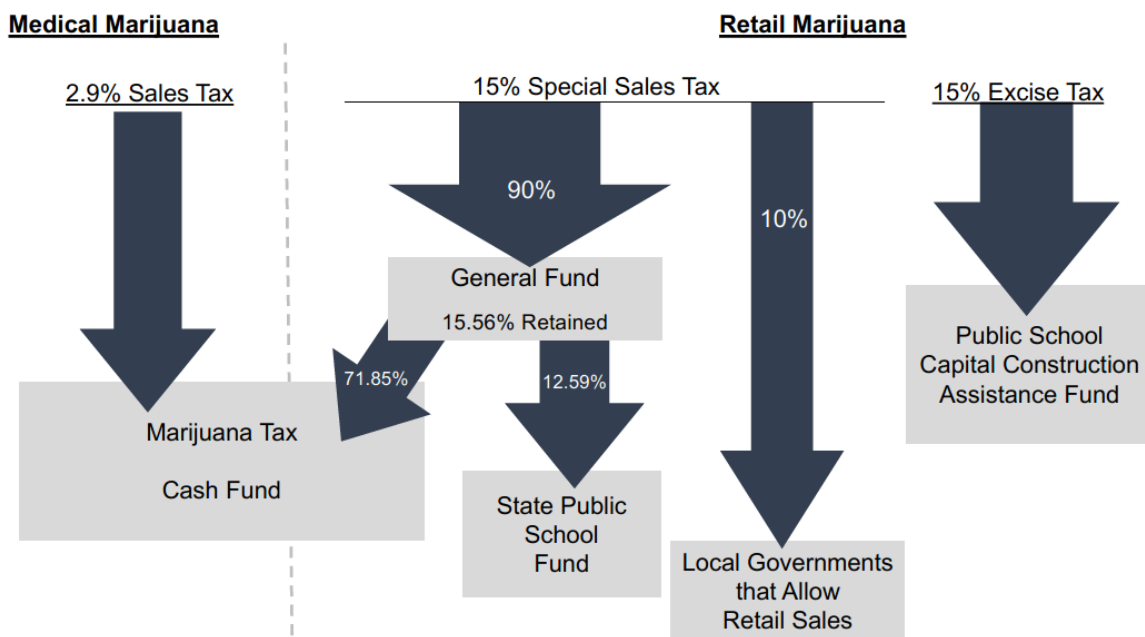 Medical Marijuana
Retail Marijuana
2.9% Sales Tax
15% Special Sales Tax
15% Excise Tax
90%
10%
General Fund
15.56% Retained
71.85%
12.59%
Public School
Capital Construction
Assistance Fund
Marijuana Tax
Cash Fund
State Public
School
Fund
Local Governments
that Allow
Retail Sales